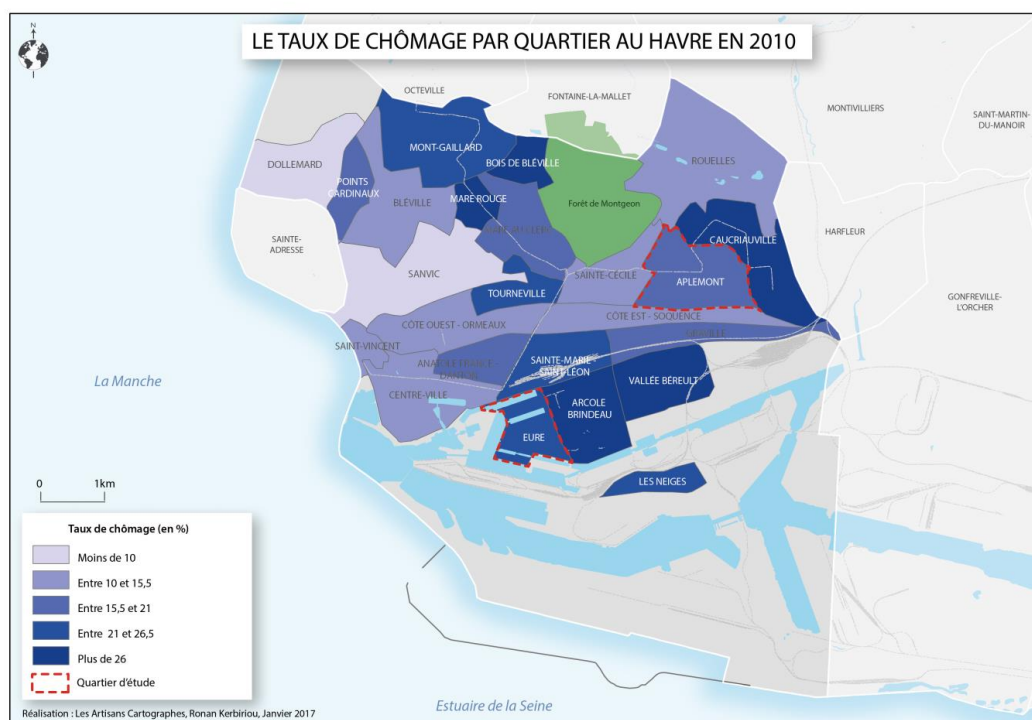 LE TAUX DE CHÔMAGE PAR QUARTIER AU HAVRE EN 2010
N
OCTEVILLE
FONTAINE-LA-MALLET
MONTIVILLIERS
SAINT-MARTIN-
DU-MANOIR
DOLLEMARD
MONT-GAILLARD
BOIS DE BLÉVILLE
ROUELLES
POINTS
CARDINAUX
BLÉVILLE
MARE ROUGE
Forêt de Montgeon
SAINTE-
ADRESSE
CAUCRIAUVILLE
HARFLEUR
SANVIC
SAINTE-CÉCILE
APLEMONT
TOURNEVILLE
GONFREVILLE-
L'ORCHER
CÔTE OUEST - ORMEAUX
CÔTE EST - SOQUENCE
SAINT-VINCENT
ANATOLE FRANCE -
DANTON
SAINTE-MARIE -
SAINT-LÉON
VALLÉE BÉREULT
La Manche
CENTRE-VILLE
ARCOLE
BRINDEAU
EURE
LES NEIGES
0 1km
Taux de chômage (en %)
Moins de 10
Entre 10 et 15,5
Entre 15,5 et 21
Entre 21 et 26,5
Plus de 26
Quartier d'étude
Estuaire de la Seine
Réalisation : Les Artisans Cartographes, Ronan Kerbiriou, Janvier 2017